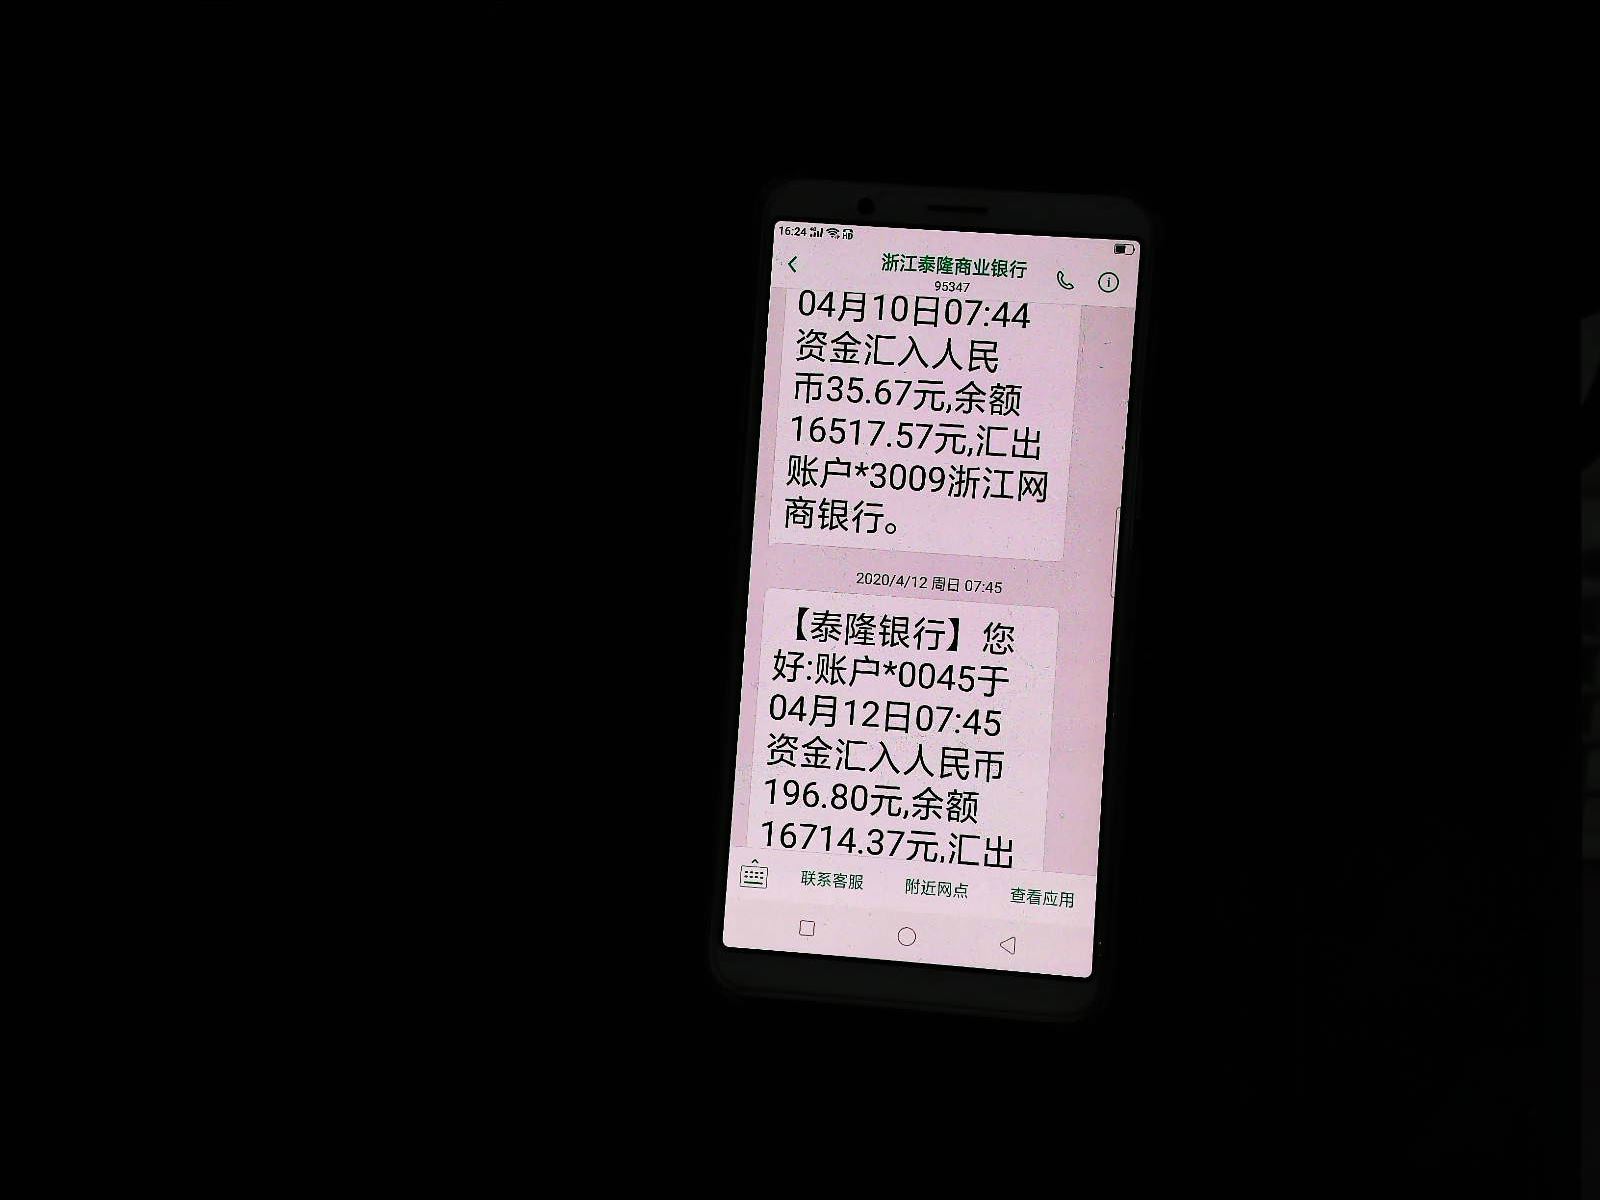 16:24
浙江泰隆商业银行
95347
04月10日07:44
资金汇入人民
币35.67元,余额
16517.57元,汇出
账户*3009浙江网
商银行。
2020/4/12 周日 07:45
【泰隆银行】您
好:账户*0045于
04月12日07:45
资金汇入人民币
196.80元,余额
16714.37元,汇出
联系客服 附近网点 查看应用